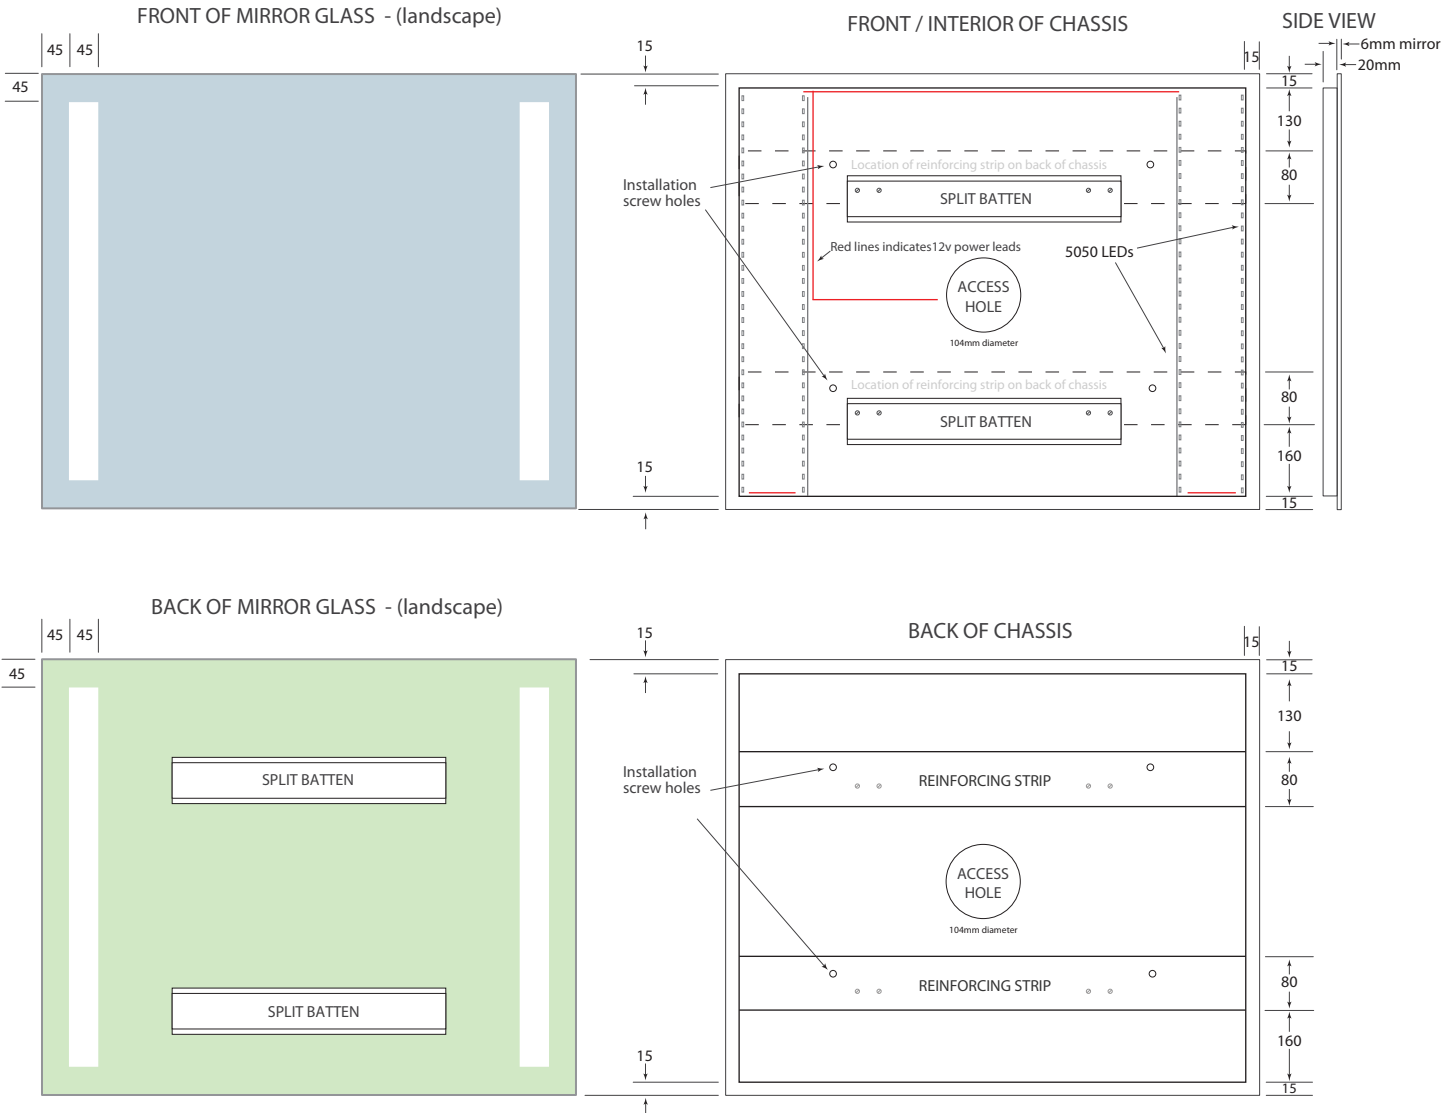 FRONT OF MIRROR GLASS - (landscape)
45 45
45
FRONT / INTERIOR OF CHASSIS
SIDE VIEW
15
15
6mm mirror
20mm
15
130
80
Location of reinforcing strip on back of chassis
Installation
screw holes
SPLIT BATTEN
Red lines indicates12v power leads
5050 LEDs
ACCESS
HOLE
104mm diameter
Location of reinforcing strip on back of chassis
SPLIT BATTEN
80
160
15
15
BACK OF MIRROR GLASS - (landscape)
45 45
45
SPLIT BATTEN
SPLIT BATTEN
BACK OF CHASSIS
15
15
15
130
80
Installation
screw holes
REINFORCING STRIP
ACCESS
HOLE
104mm diameter
REINFORCING STRIP
80
160
15
15